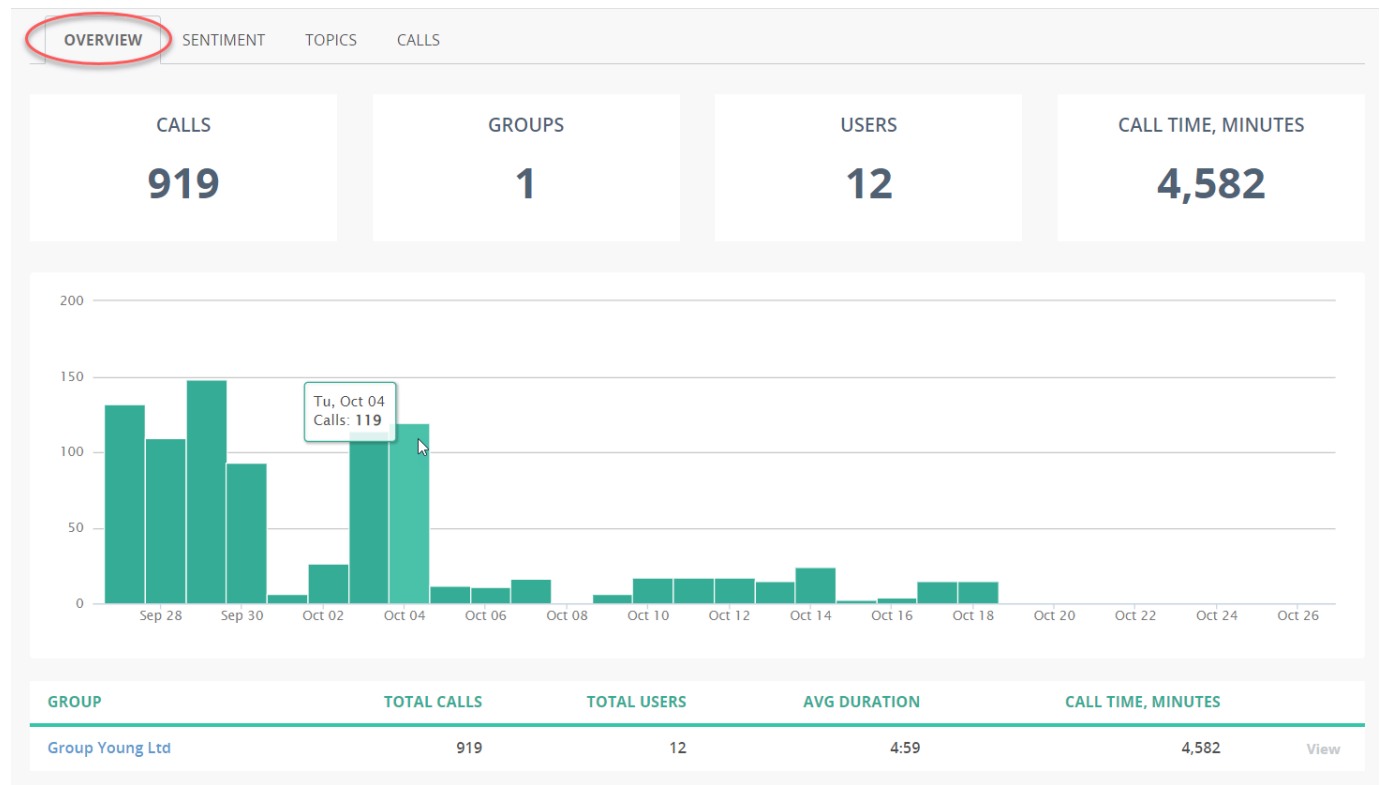 OVERVIEW SENTIMENT TOPICS CALLS
CALLS GROUPS USERS CALL TIME, MINUTES
919 1 12 4,582
200
150
Tu, Oct 04
Calls: 119
100
50
0
Sep 28 Sep 30 Oct 02 Oct 04 Oct 06 Oct 08 Oct 10 Oct 12 Oct 14 Oct 16 Oct 18 Oct 20 Oct 22 Oct 24 Oct 26
GROUP TOTAL CALLS TOTAL USERS AVG DURATION CALL TIME, MINUTES
Group Young Ltd 919 12 4:59 4,582 View